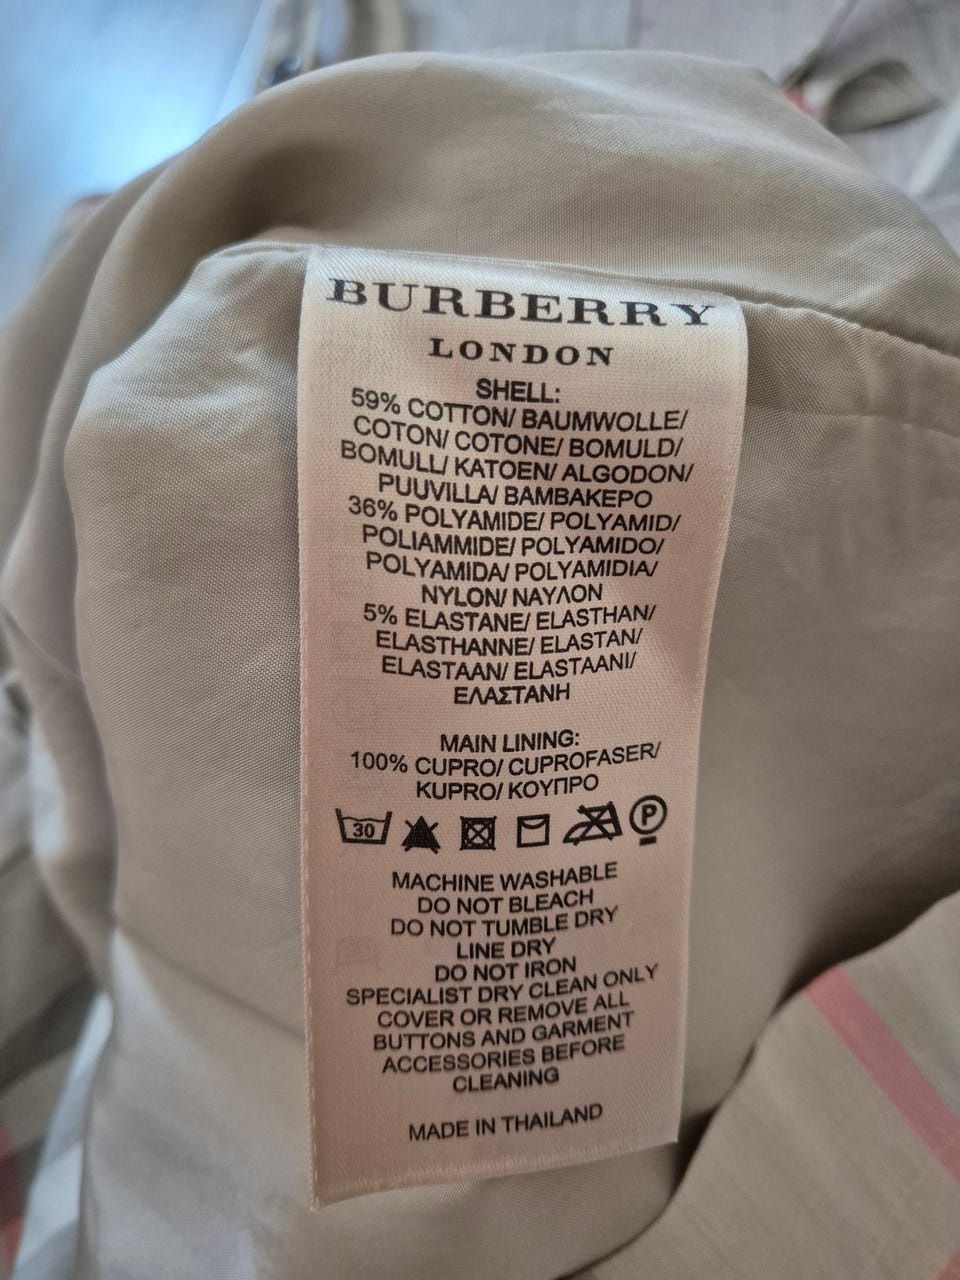 BURBERRY
LONDON
SHELL:
59% COTTON/ BAUMWOLLE/
COTON/ COTONE/ BOMULD/
BOMULL/ KATOEN/ ALGODON/
PUUVILLA/ ΒΑΜΒΑΚΕΡΟ
36% POLYAMIDE/ POLYAMID/
POLIAMMIDE/ POLYAMIDO/
POLYAMIDA/ POLYAMIDIA/
NYLON/ ΝΑΥΛΟΝ
5% ELASTANE/ ELASTHAN/
ELASTHANNE/ ELASTAN/
ELASTAAN/ ELASTAANI/
ΕΛΑΣΤΑΝΗ
MAIN LINING:
100% CUPRO/ CUPROFASER/
KUPRO/ ΚΟΥΠΡΟ
30 P
MACHINE WASHABLE
DO NOT BLEACH
DO NOT TUMBLE DRY
LINE DRY
DO NOT IRON
SPECIALIST DRY CLEAN ONLY
COVER OR REMOVE ALL
BUTTONS AND GARMENT
ACCESSORIES BEFORE
CLEANING
MADE IN THAILAND